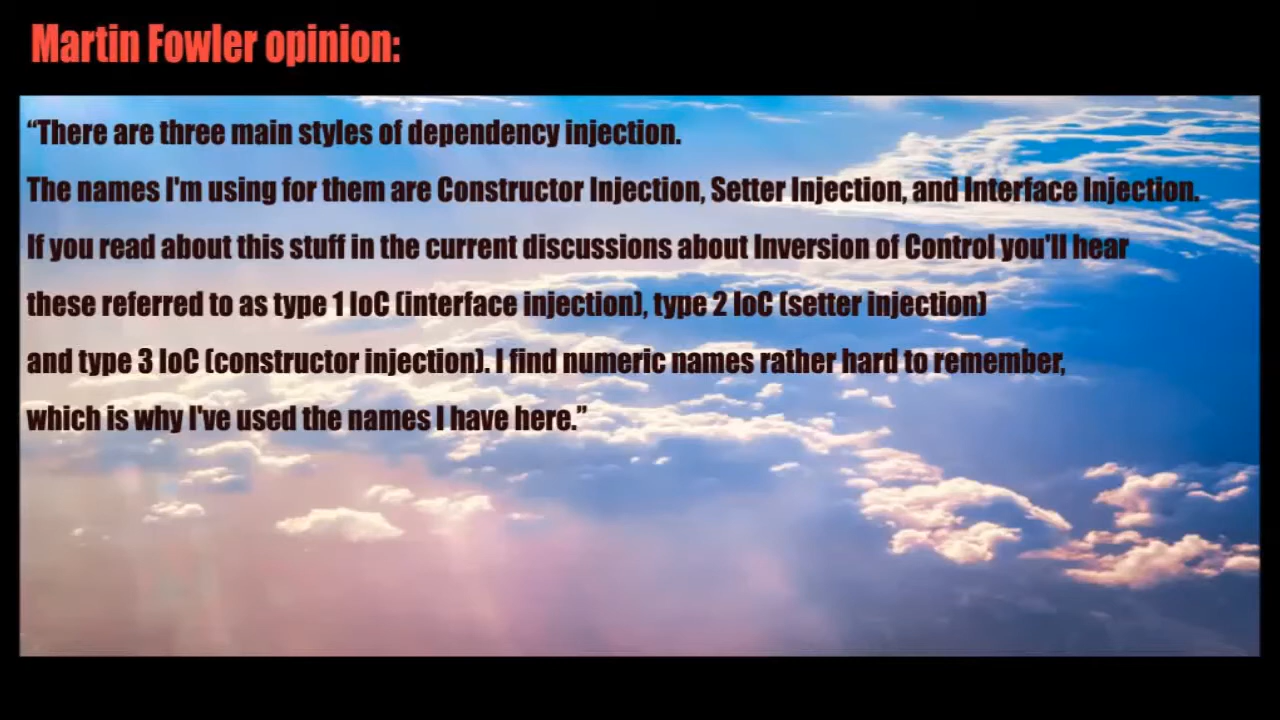 Martin Fowler opinion:
“There are three main styles of dependency injection.
The names I'm using for them are Constructor Injection, Setter Injection, and Interface Injection.
If you read about this stuff in the current discussions about Inversion of Control you'll hear
these referred to as type 1 IoC (interface injection), type 2 IoC (setter injection)
and type 3 IoC (constructor injection). I find numeric names rather hard to remember,
which is why I've used the names I have here.”